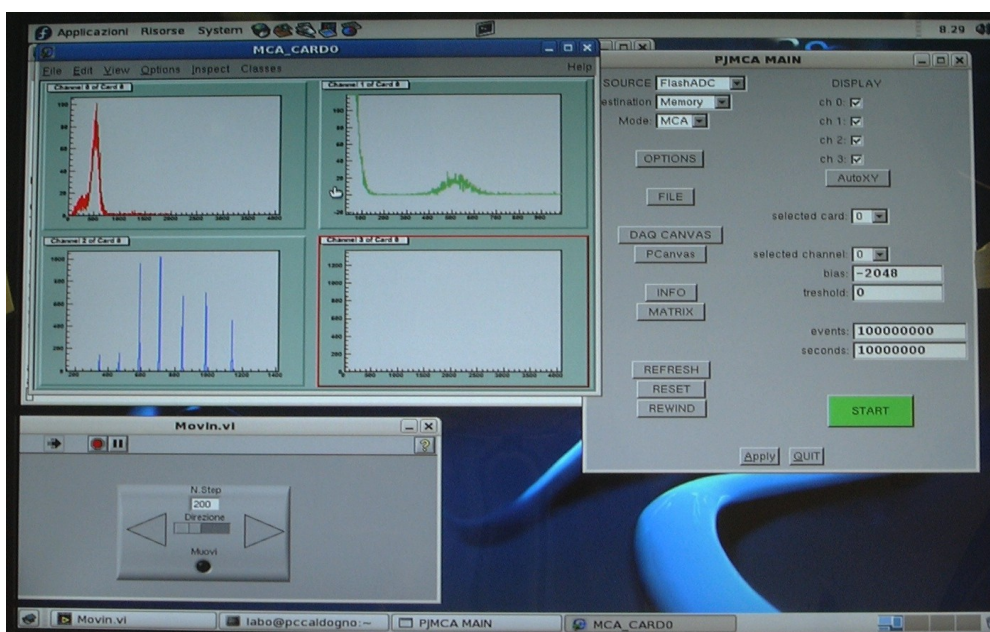 Applicazioni Risorse System
8.29
MCA_CARD0
File Edit View Options Inspect Classes Help
Channel 0 of Card 0
Channel 1 of Card 0
Channel 2 of Card 0
Channel 3 of Card 0
PJMCA MAIN
SOURCE FlashADC
estination Memory
Mode: MCA
OPTIONS
FILE
DAQ CANVAS
PCanvas
INFO
MATRIX
REFRESH
RESET
REWIND
DISPLAY
ch 0:
ch 1:
ch 2:
ch 3:
AutoXY
selected card: 0
selected channel: 0
bias: -2048
treshold: 0
events: 100000000
seconds: 10000000
START
Apply QUIT
Movin.vi
N.Step
200
Direzione
Muovi
Movin.vi
labo@pccaldogno:~
PJMCA MAIN
MCA_CARD0